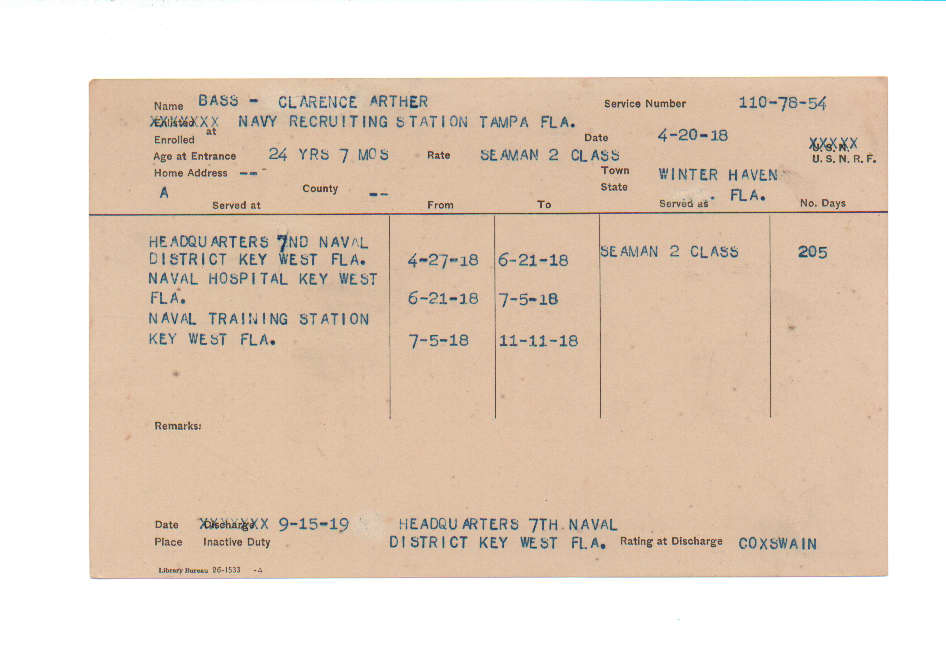 Name BASS - CLARENCE ARTHER Service Number 110-78-54
Enlisted XXXXXXX at NAVY RECRUITING STATION TAMPA FLA.
Enrolled Date 4-20-18 U.S.N. XXXXX
Age at Entrance 24 YRS 7 MOS Rate SEAMAN 2 CLASS U. S. N. R. F.
Home Address -- Town WINTER HAVEN
A County -- State FLA.
Served at From To Served as No. Days
HEADQUARTERS 7ND NAVAL
DISTRICT KEY WEST FLA. 4-27-18 6-21-18 SEAMAN 2 CLASS 205
NAVAL HOSPITAL KEY WEST
FLA. 6-21-18 7-5-18
NAVAL TRAINING STATION
KEY WEST FLA. 7-5-18 11-11-18
Remarks:
Date Discharge XXXXXXX 9-15-19 HEADQUARTERS 7TH NAVAL
Place Inactive Duty DISTRICT KEY WEST FLA. Rating at Discharge COXSWAIN
Library Bureau 26-1533 -A